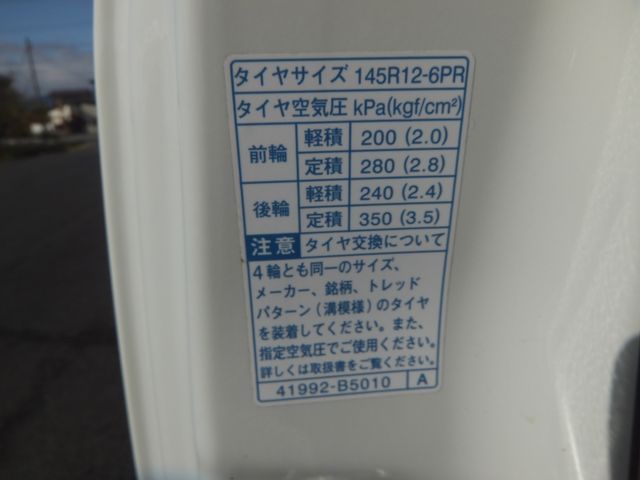 タイヤサイズ 145R12-6PR
タイヤ空気圧 kPa(kgf/cm²)
前輪 軽積 200 (2.0)
定積 280 (2.8)
後輪 軽積 240 (2.4)
定積 350 (3.5)
注意 タイヤ交換について
4輪とも同一のサイズ、
メーカー、銘柄、トレッド
パターン（溝模様）のタイヤ
を装着してください。また、
指定空気圧でご使用ください。
詳しくは取扱書をご覧ください。
41992-B5010 A